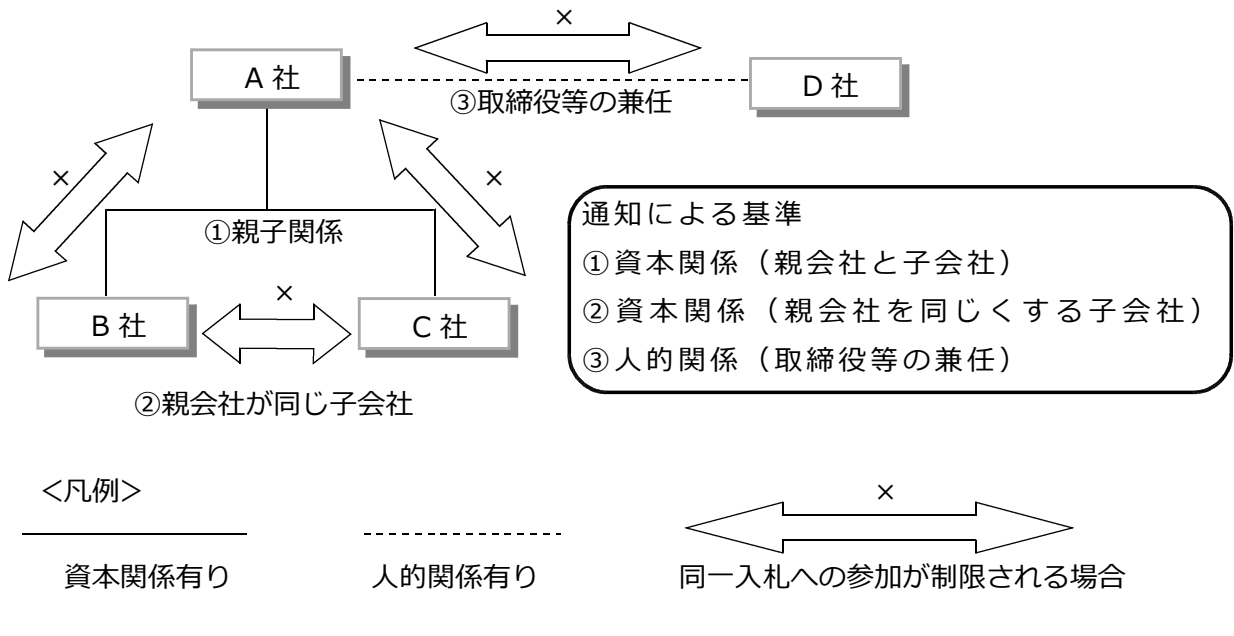 ×
A社
D社
③取締役等の兼任
×
×
①親子関係
通知による基準
①資本関係（親会社と子会社）
②資本関係（親会社を同じくする子会社）
③人的関係（取締役等の兼任）
×
B社
C社
②親会社が同じ子会社
＜凡例＞
×
資本関係有り
人的関係有り
同一入札への参加が制限される場合